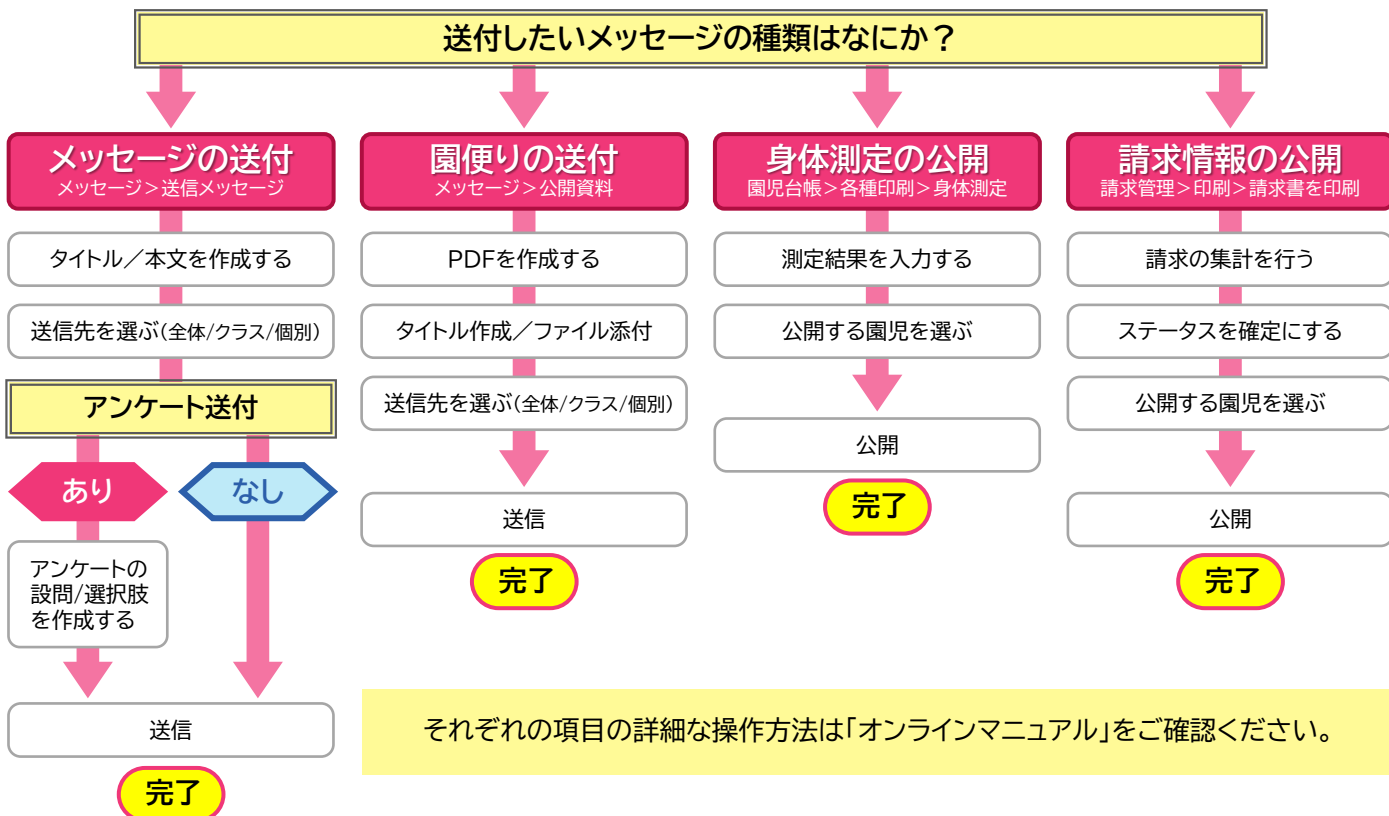 送付したいメッセージの種類はなにか？
メッセージの送付
メッセージ＞送信メッセージ
タイトル／本文を作成する
送信先を選ぶ(全体/クラス/個別)
アンケート送付
あり
なし
アンケートの
設問/選択肢
を作成する
送信
完了
園便りの送付
メッセージ＞公開資料
PDFを作成する
タイトル作成／ファイル添付
送信先を選ぶ(全体/クラス/個別)
送信
完了
身体測定の公開
園児台帳＞各種印刷＞身体測定
測定結果を入力する
公開する園児を選ぶ
公開
完了
請求情報の公開
請求管理＞印刷＞請求書を印刷
請求の集計を行う
ステータスを確定にする
公開する園児を選ぶ
公開
完了
それぞれの項目の詳細な操作方法は「オンラインマニュアル」をご確認ください。